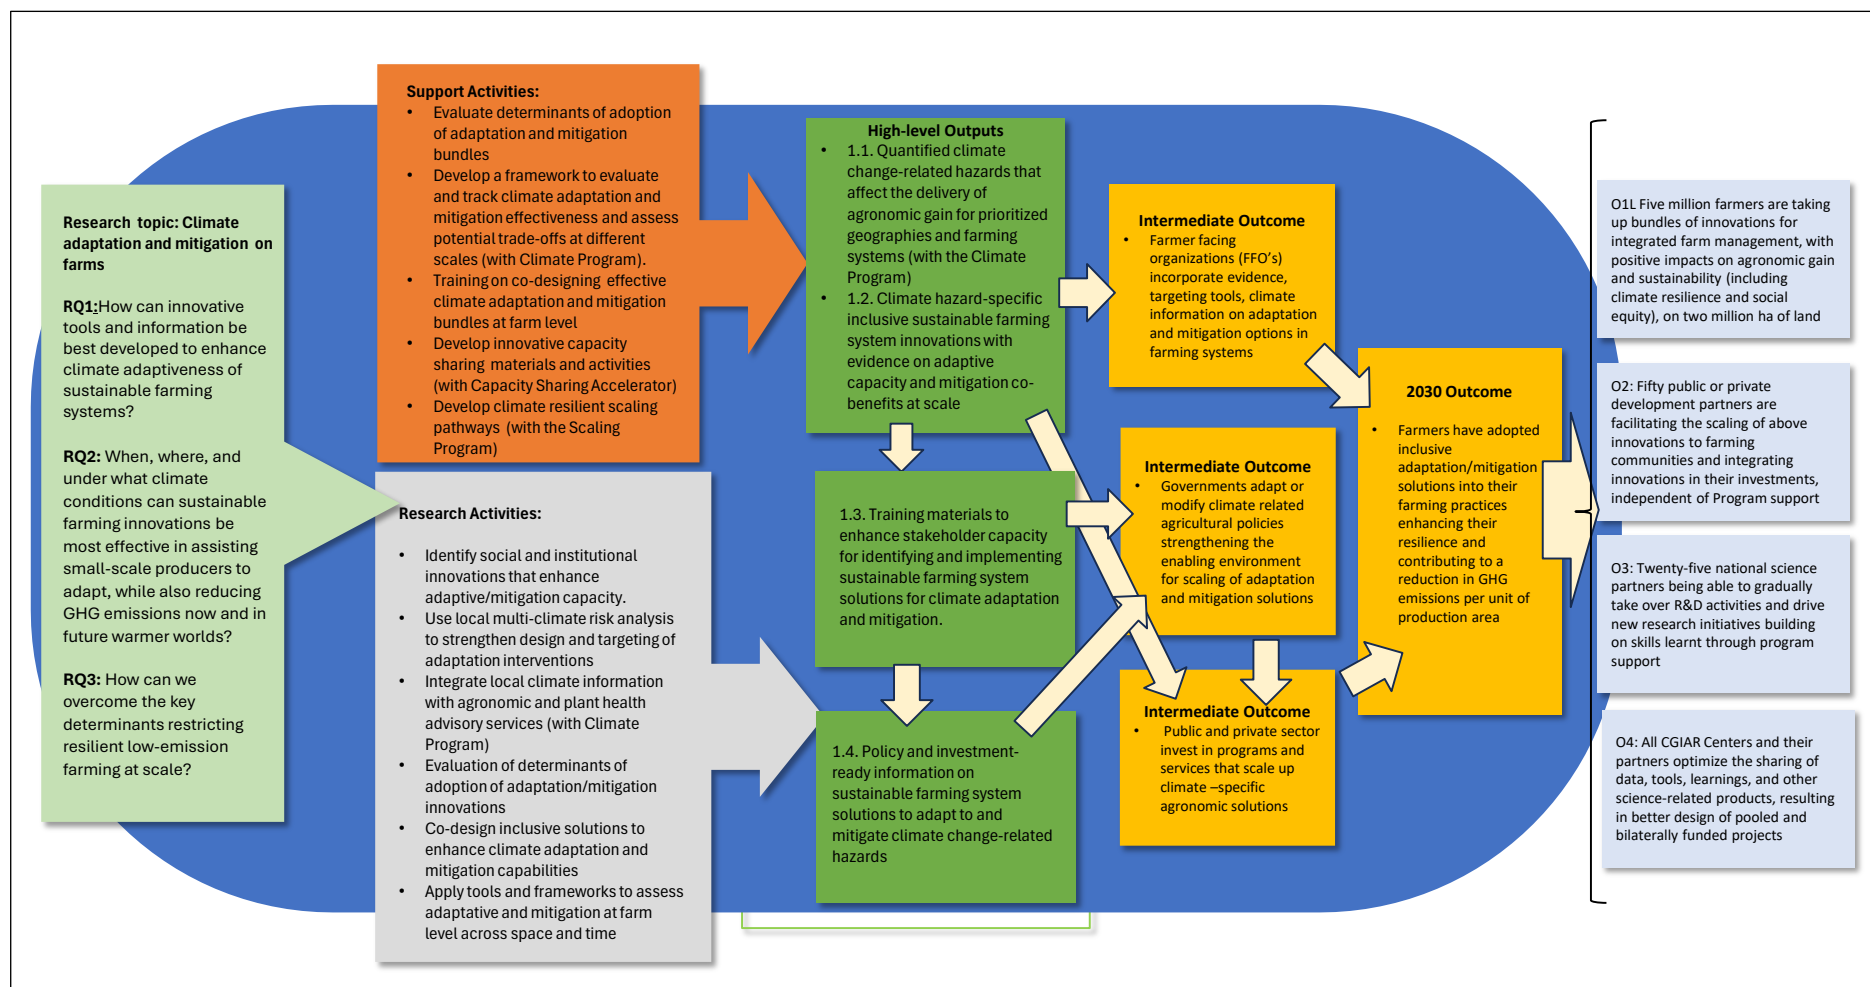 Research topic: Climate
adaptation and mitigation on
farms
RQ1:How can innovative
tools and information be
best developed to enhance
climate adaptiveness of
sustainable farming
systems?
RQ2: When, where, and
under what climate
conditions can sustainable
farming innovations be
most effective in assisting
small-scale producers to
adapt, while also reducing
GHG emissions now and in
future warmer worlds?
RQ3: How can we
overcome the key
determinants restricting
resilient low-emission
farming at scale?
Support Activities:
• Evaluate determinants of adoption
of adaptation and mitigation
bundles
• Develop a framework to evaluate
and track climate adaptation and
mitigation effectiveness and assess
potential trade-offs at different
scales (with Climate Program).
• Training on co-designing effective
climate adaptation and mitigation
bundles at farm level
• Develop innovative capacity
sharing materials and activities
(with Capacity Sharing Accelerator)
• Develop climate resilient scaling
pathways (with the Scaling
Program)
Research Activities:
• Identify social and institutional
innovations that enhance
adaptive/mitigation capacity.
• Use local multi-climate risk analysis
to strengthen design and targeting of
adaptation interventions
• Integrate local climate information
with agronomic and plant health
advisory services (with Climate
Program)
• Evaluation of determinants of
adoption of adaptation/mitigation
innovations
• Co-design inclusive solutions to
enhance climate adaptation and
mitigation capabilities
• Apply tools and frameworks to assess
adaptative and mitigation at farm
level across space and time
High-level Outputs
• 1.1. Quantified climate
change-related hazards that
affect the delivery of
agronomic gain for prioritized
geographies and farming
systems (with the Climate
Program)
• 1.2. Climate hazard-specific
inclusive sustainable farming
system innovations with
evidence on adaptive
capacity and mitigation co-
benefits at scale
1.3. Training materials to
enhance stakeholder capacity
for identifying and implementing
sustainable farming system
solutions for climate adaptation
and mitigation.
1.4. Policy and investment-
ready information on
sustainable farming system
solutions to adapt to and
mitigate climate change-related
hazards
Intermediate Outcome
• Farmer facing
organizations (FFO's)
incorporate evidence,
targeting tools, climate
information on adaptation
and mitigation options in
farming systems
Intermediate Outcome
• Governments adapt or
modify climate related
agricultural policies
strengthening the
enabling environment
for scaling of adaptation
and mitigation solutions
Intermediate Outcome
• Public and private sector
invest in programs and
services that scale up
climate –specific
agronomic solutions
2030 Outcome
• Farmers have adopted
inclusive
adaptation/mitigation
solutions into their
farming practices
enhancing their
resilience and
contributing to a
reduction in GHG
emissions per unit of
production area
O1L Five million farmers are taking
up bundles of innovations for
integrated farm management, with
positive impacts on agronomic gain
and sustainability (including
climate resilience and social
equity), on two million ha of land
O2: Fifty public or private
development partners are
facilitating the scaling of above
innovations to farming
communities and integrating
innovations in their investments,
independent of Program support
O3: Twenty-five national science
partners being able to gradually
take over R&D activities and drive
new research initiatives building
on skills learnt through program
support
O4: All CGIAR Centers and their
partners optimize the sharing of
data, tools, learnings, and other
science-related products, resulting
in better design of pooled and
bilaterally funded projects